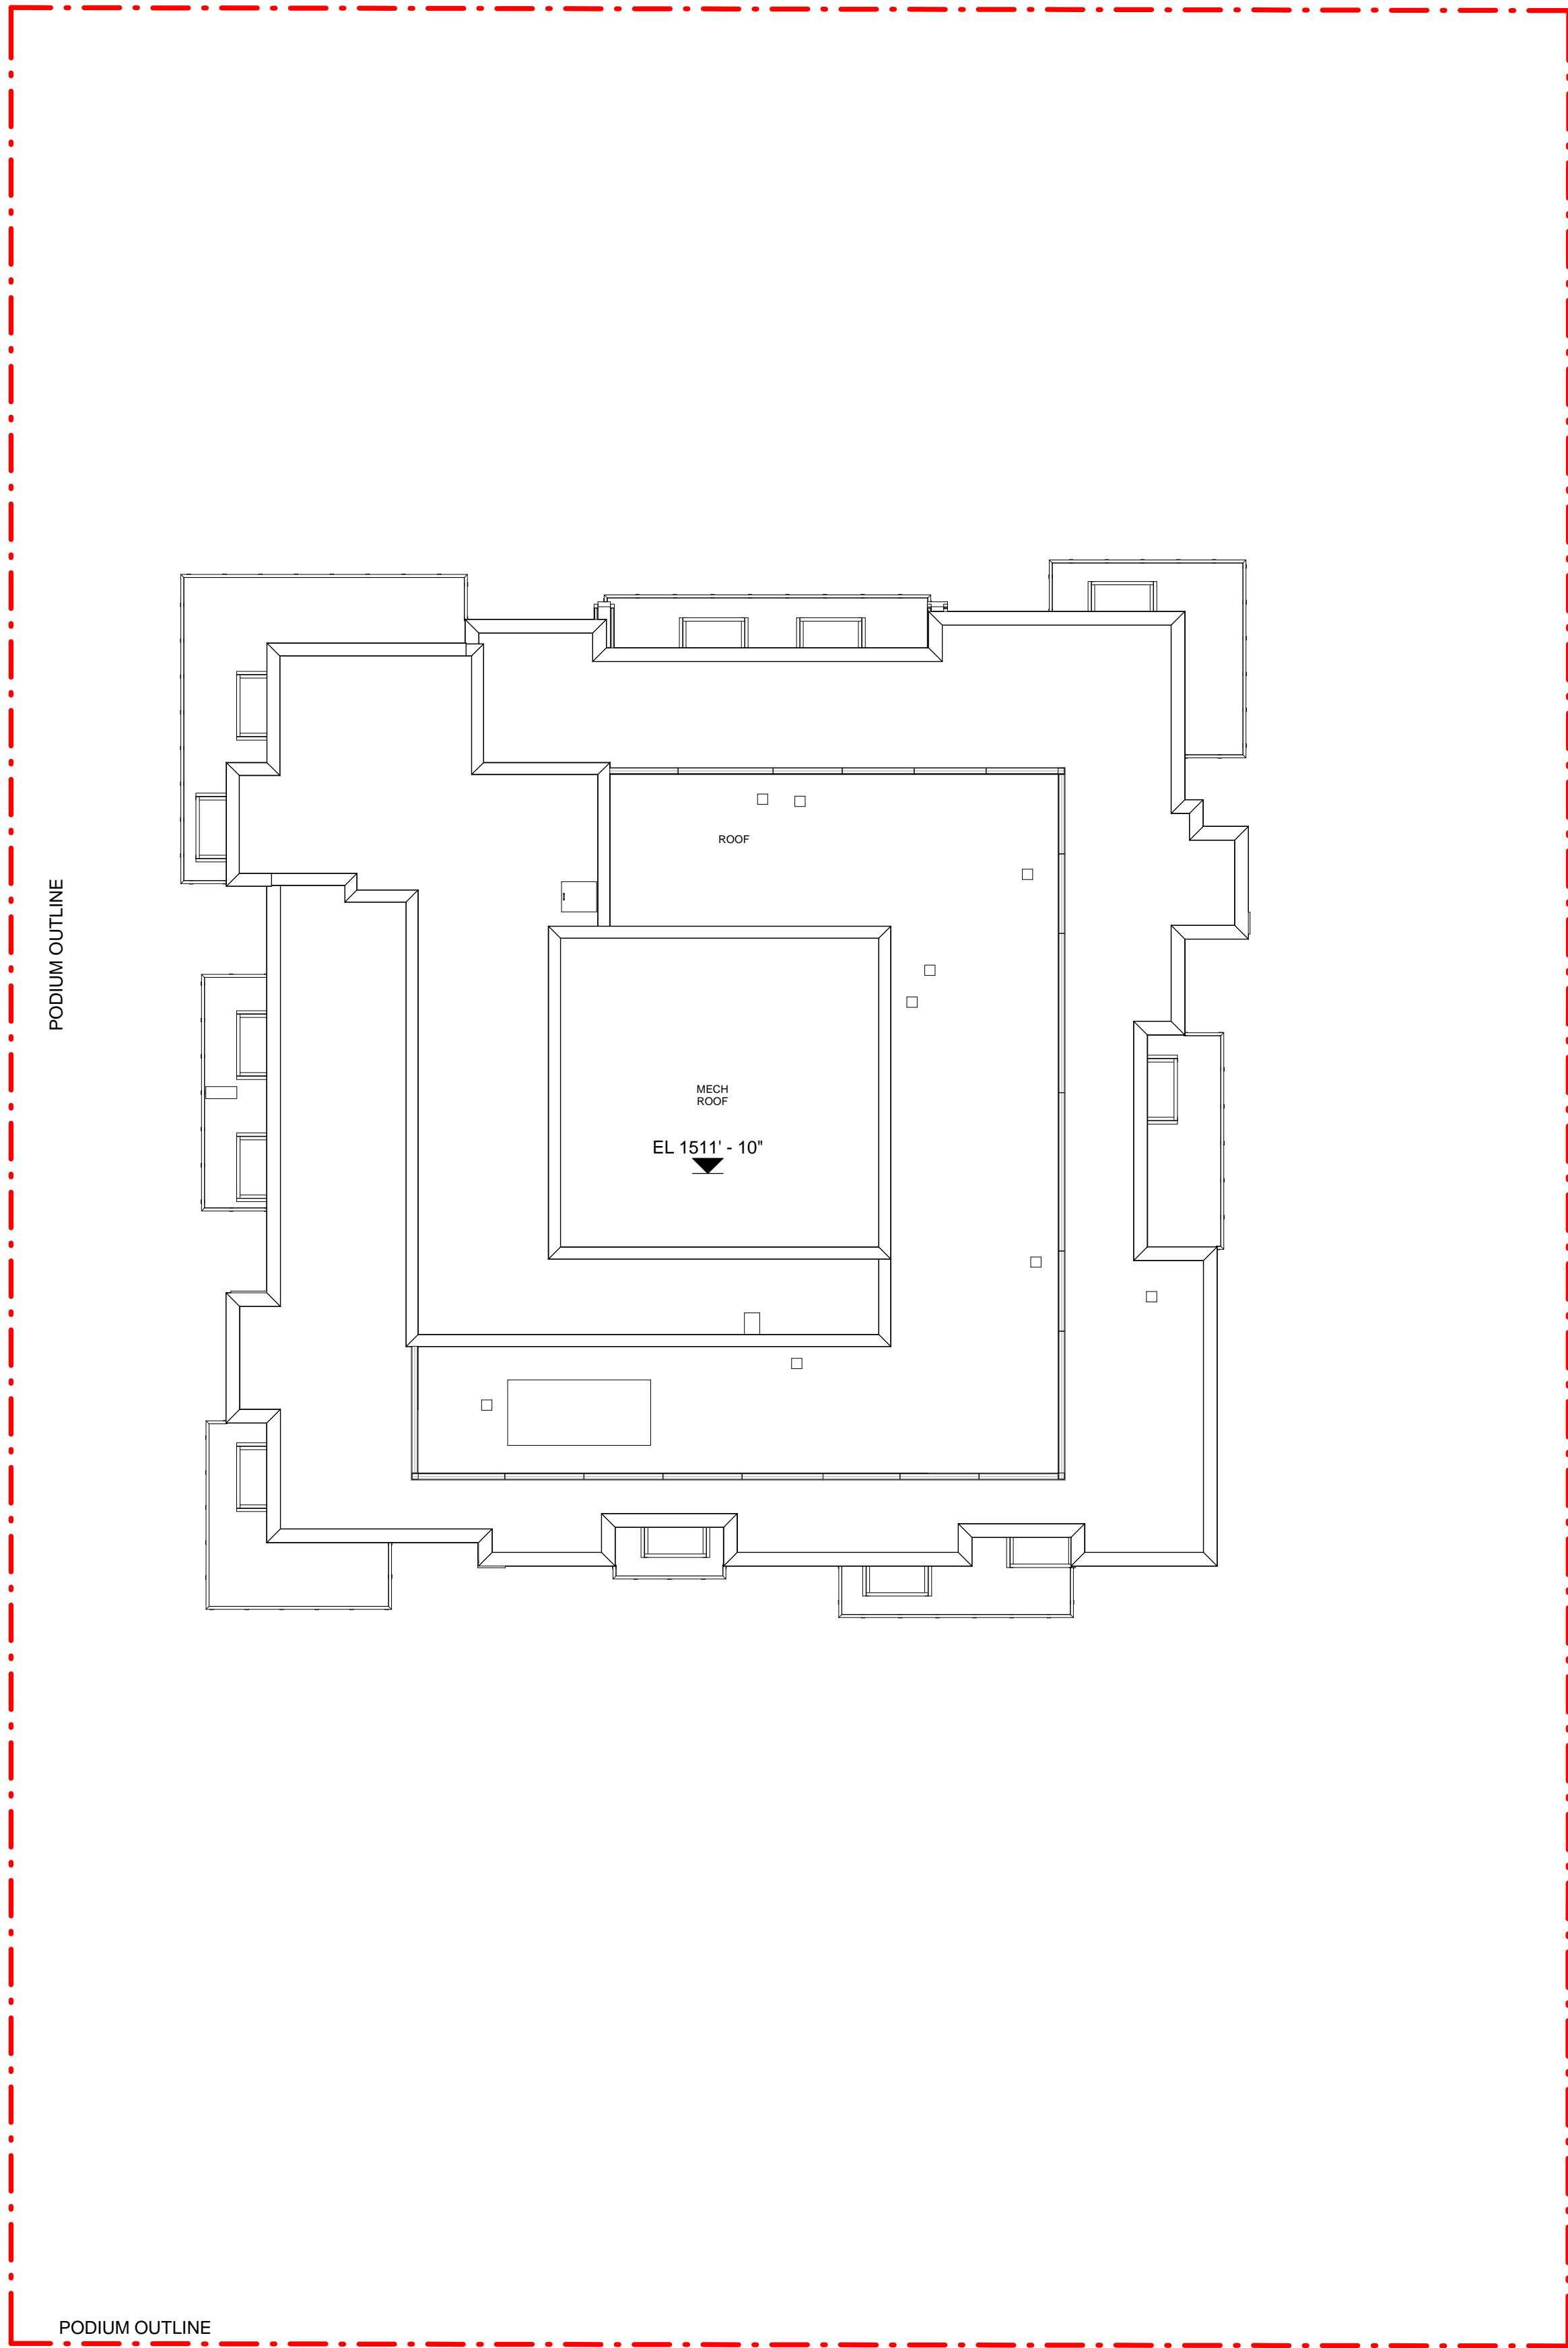 ROOF
PODIUM OUTLINE
MECH
ROOF
EL 1511' - 10"
PODIUM OUTLINE